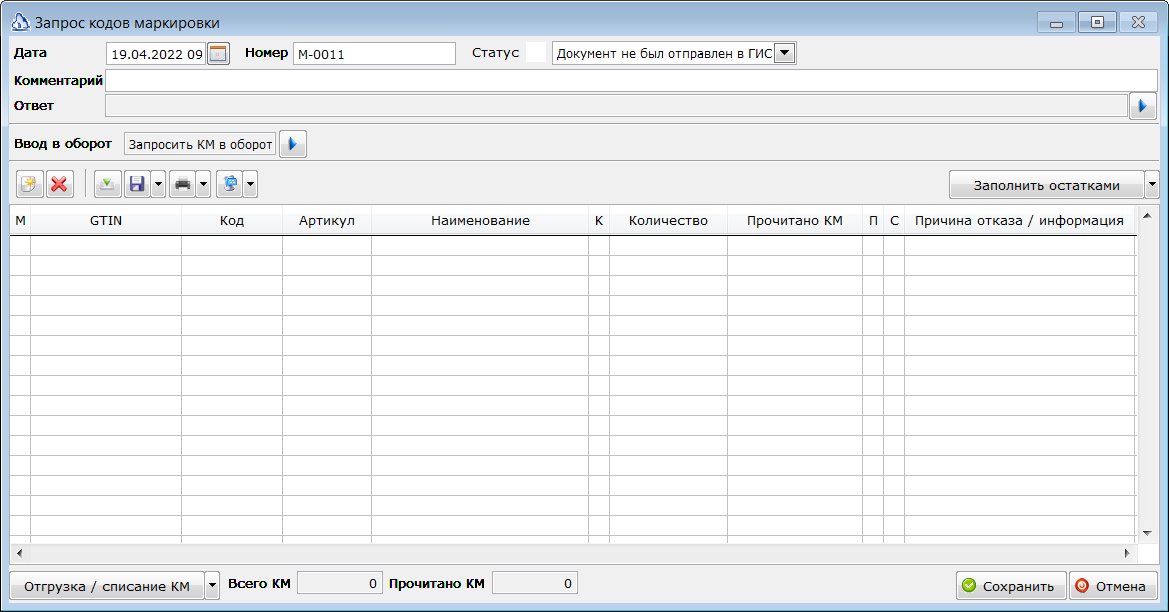 Запрос кодов маркировки
Дата 19.04.2022 09 Номер М-0011 Статус Документ не был отправлен в ГИС
Комментарий
Ответ
Ввод в оборот Запросить КМ в оборот
Заполнить остатками
М GTIN Код Артикул Наименование К Количество Прочитано КМ П С Причина отказа / информация
Отгрузка / списание КМ Всего КМ 0 Прочитано КМ 0 Сохранить Отмена